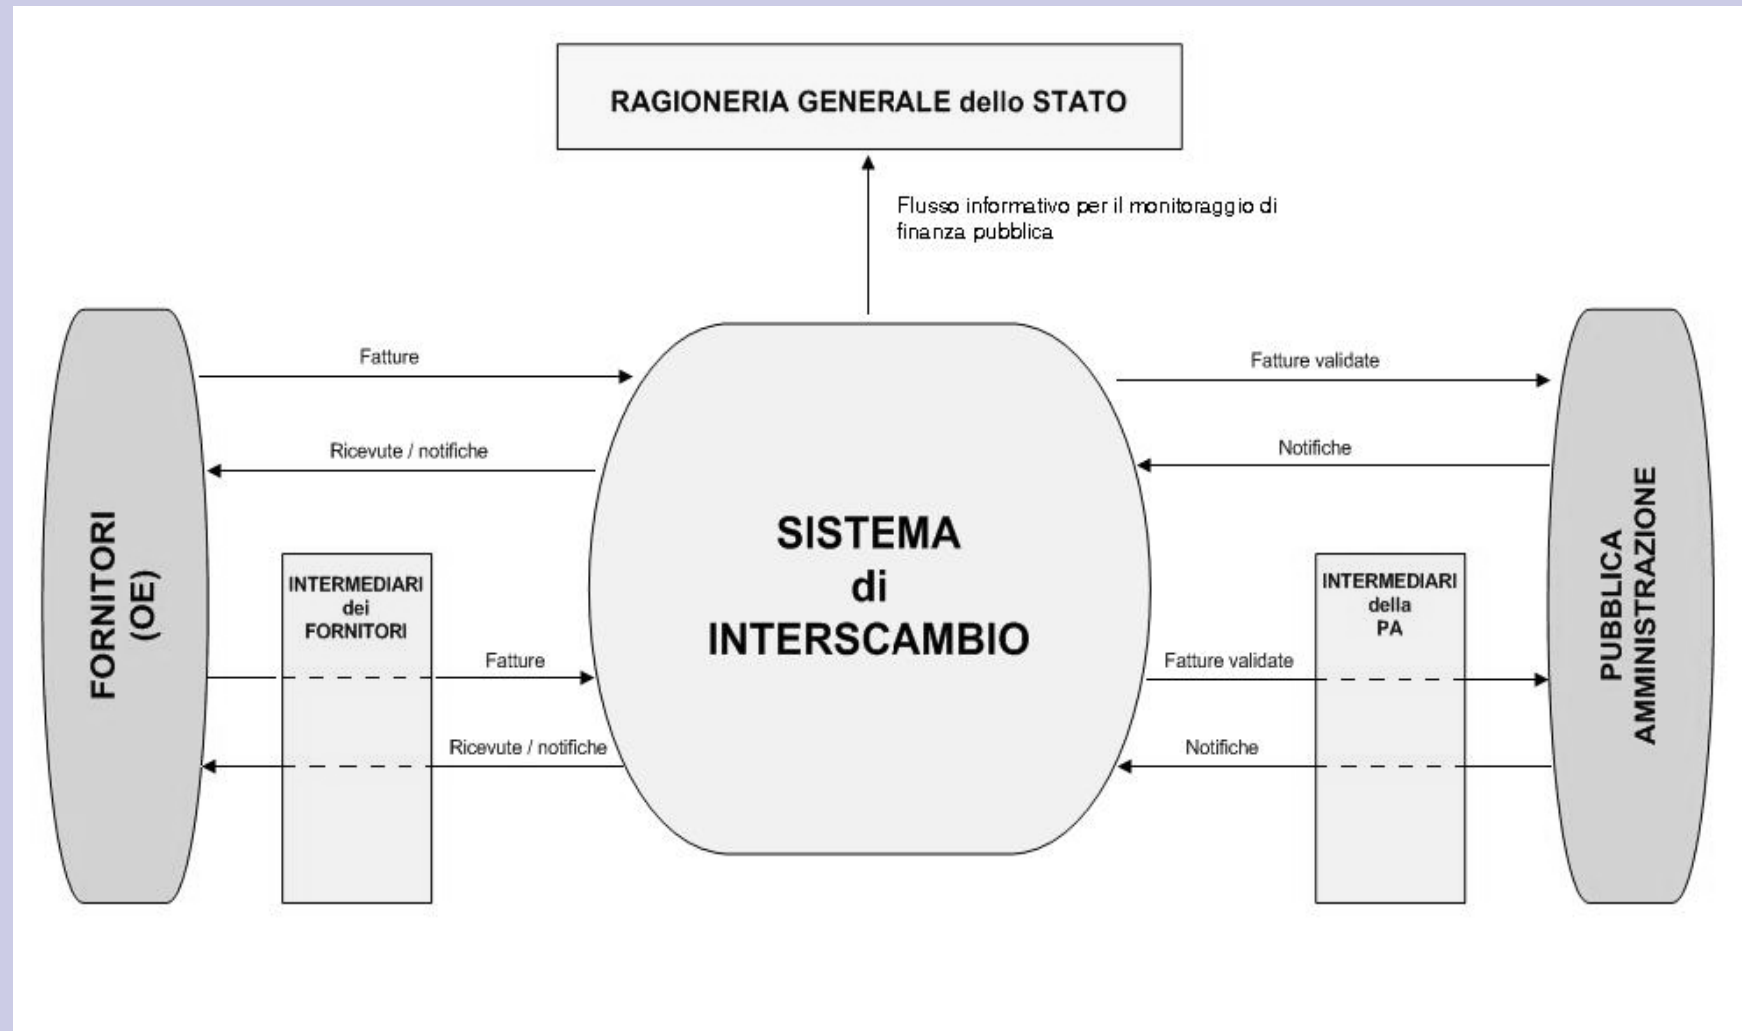 RAGIONERIA GENERALE dello STATO
Flusso informativo per il monitoraggio di
finanza pubblica
Fatture
Fatture validate
Ricevute / notifiche
Notifiche
FORNITORI
(OE)
INTERMEDIARI
dei
FORNITORI
SISTEMA
di
INTERSCAMBIO
INTERMEDIARI
della
PA
PUBBLICA
AMMINISTRAZIONE
Fatture
Fatture validate
Ricevute / notifiche
Notifiche